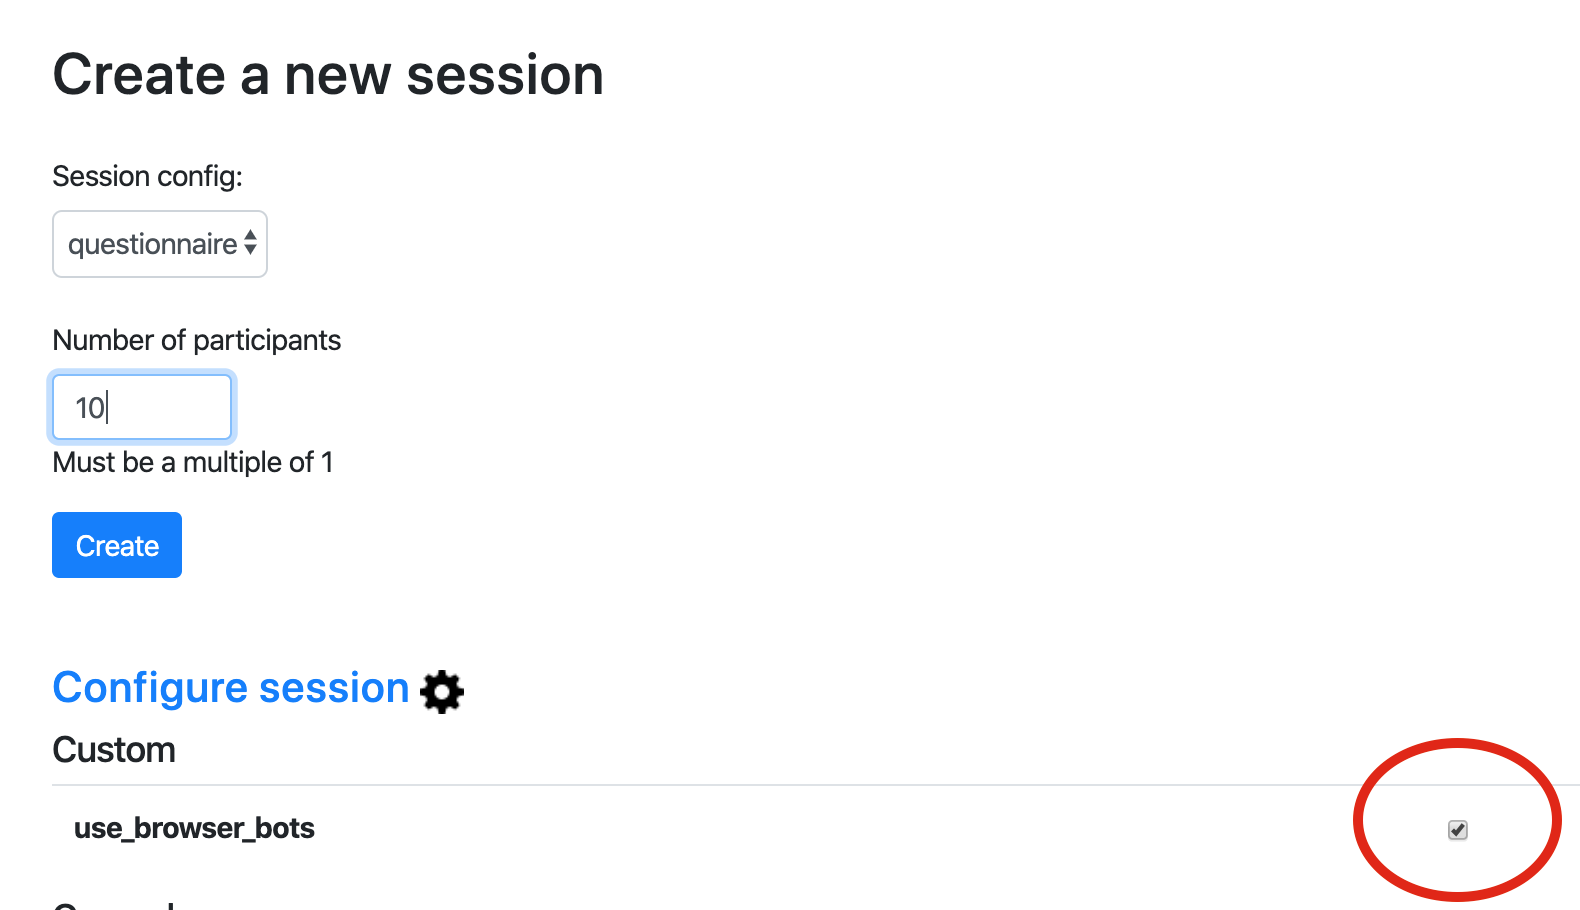 Create a new session
Session config:
questionnaire
Number of participants
10
Must be a multiple of 1
Create
Configure session
Custom
use_browser_bots